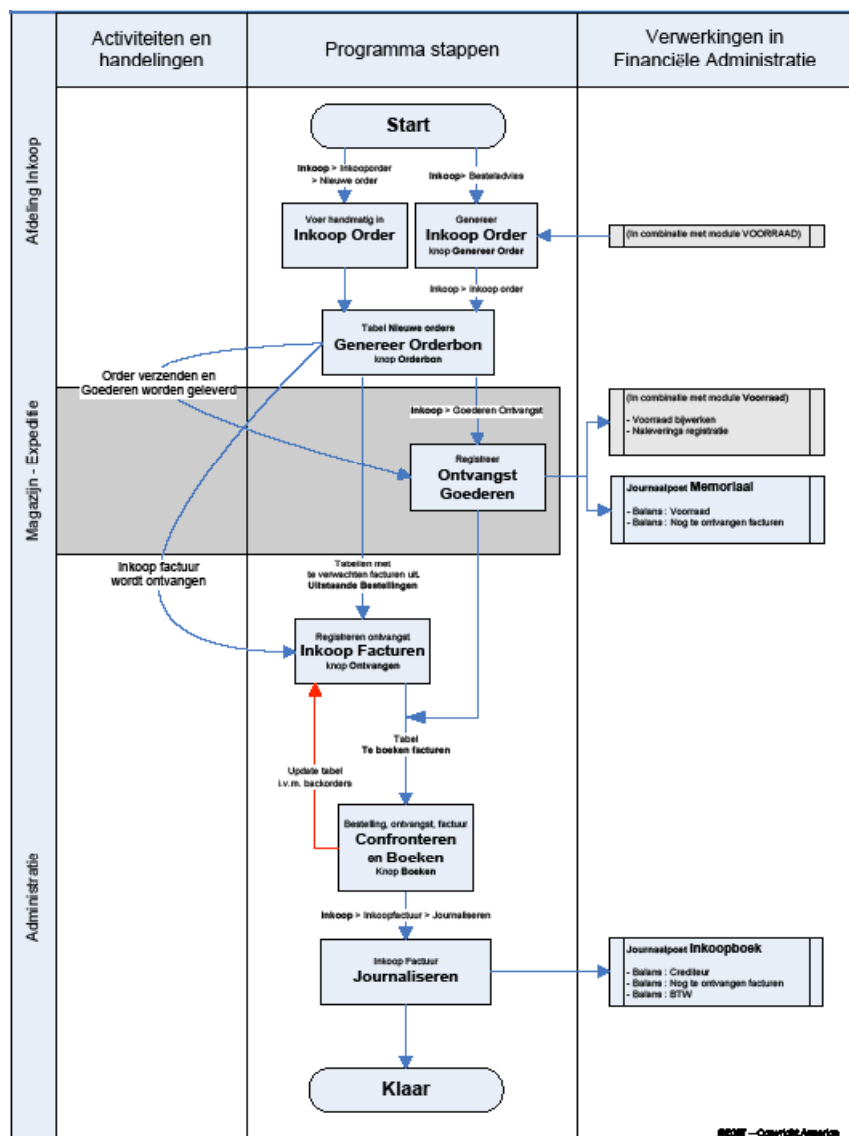 Activiteiten en
handelingen
Programma stappen
Verwerkingen in
Financiële Administratie
Afdeling Inkoop
Start
Inkoop > Inkooporder
> Nieuwe order
Inkoop> Besteladvies
Voer handmatig in
Inkoop Order
Genereer
Inkoop Order
knop Genereer Order
(In combinatie met module VOORRAAD)
Inkoop > Inkoop order
Tabel Nieuwe orders
Genereer Orderbon
knop Orderbon
Order verzenden en
Goederen worden geleverd
Magazijn - Expeditie
Inkoop > Goederen Ontvangst
(In combinatie met module Voorraad)
- Voorraad bijwerken
- Naleverings registratie
Registreer
Ontvangst
Goederen
Journaalpost Memoriaal
- Balans : Voorraad
- Balans : Nog te ontvangen facturen
Inkoop factuur
wordt ontvangen
Tabellen met
te verwachten facturen uit.
Uitstaande Bestellingen
Registreren ontvangst
Inkoop Facturen
knop Ontvangen
Tabel
Te boeken facturen
Update tabel
i.v.m. backorders
Administratie
Bestelling, ontvangst, factuur
Confronteren
en Boeken
Knop Boeken
Inkoop > Inkoopfactuur > Journaliseren
Inkoop Factuur
Journaliseren
Journaalpost Inkoopboek
- Balans : Crediteur
- Balans : Nog te ontvangen facturen
- Balans : BTW
Klaar
Copyright